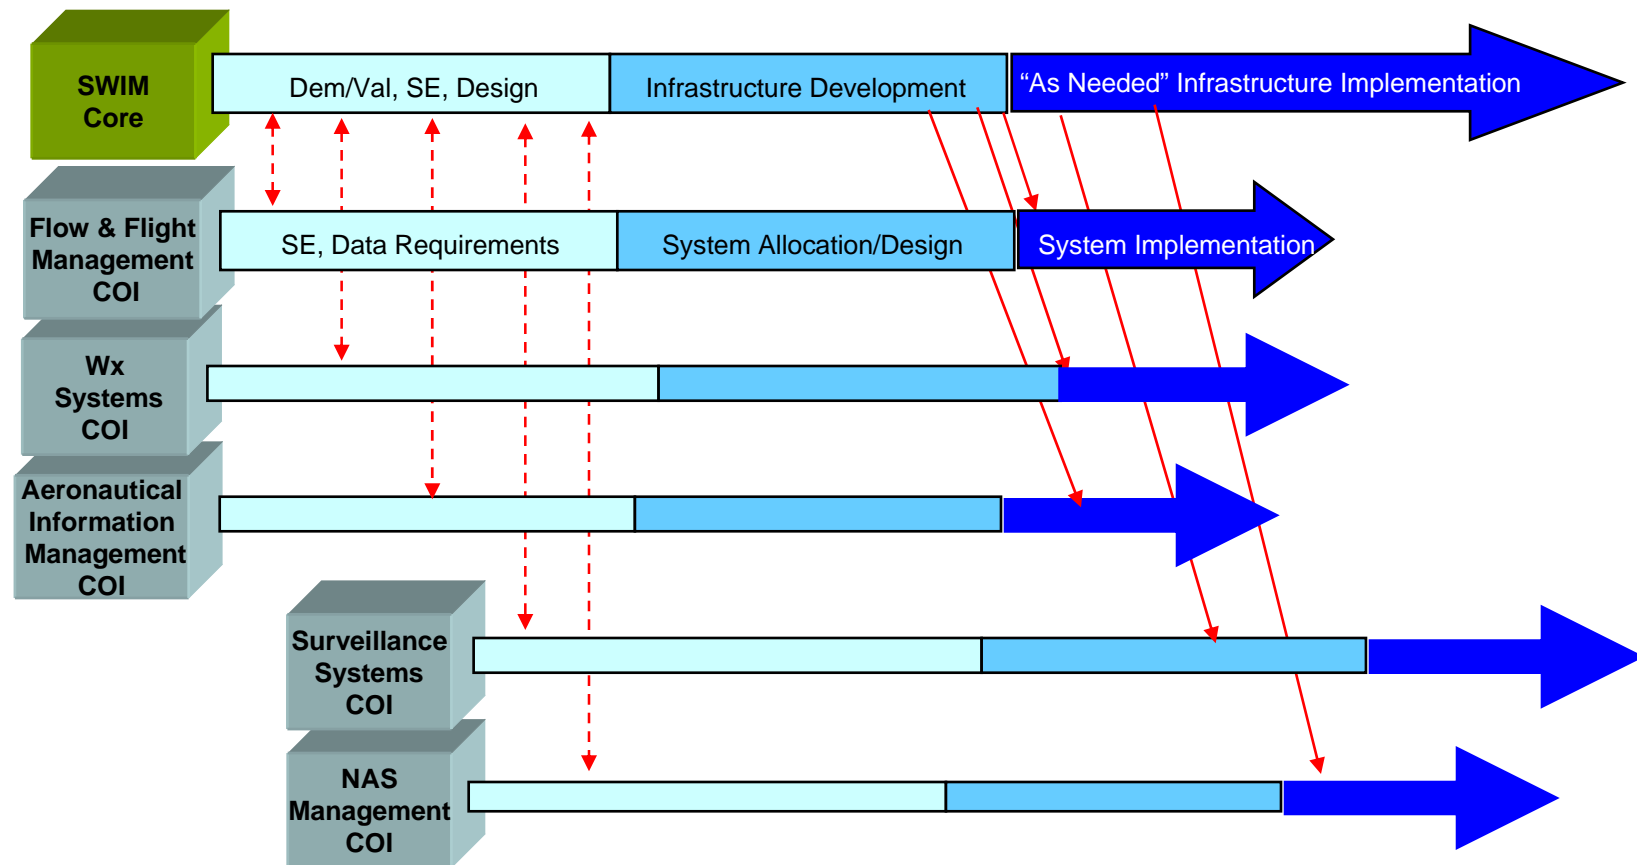 SWIM
Core
Dem/Val, SE, Design
Infrastructure Development
“As Needed” Infrastructure Implementation
Flow & Flight
Management
COI
SE, Data Requirements
System Allocation/Design
System Implementation
Wx
Systems
COI
Aeronautical
Information
Management
COI
Surveillance
Systems
COI
NAS
Management
COI